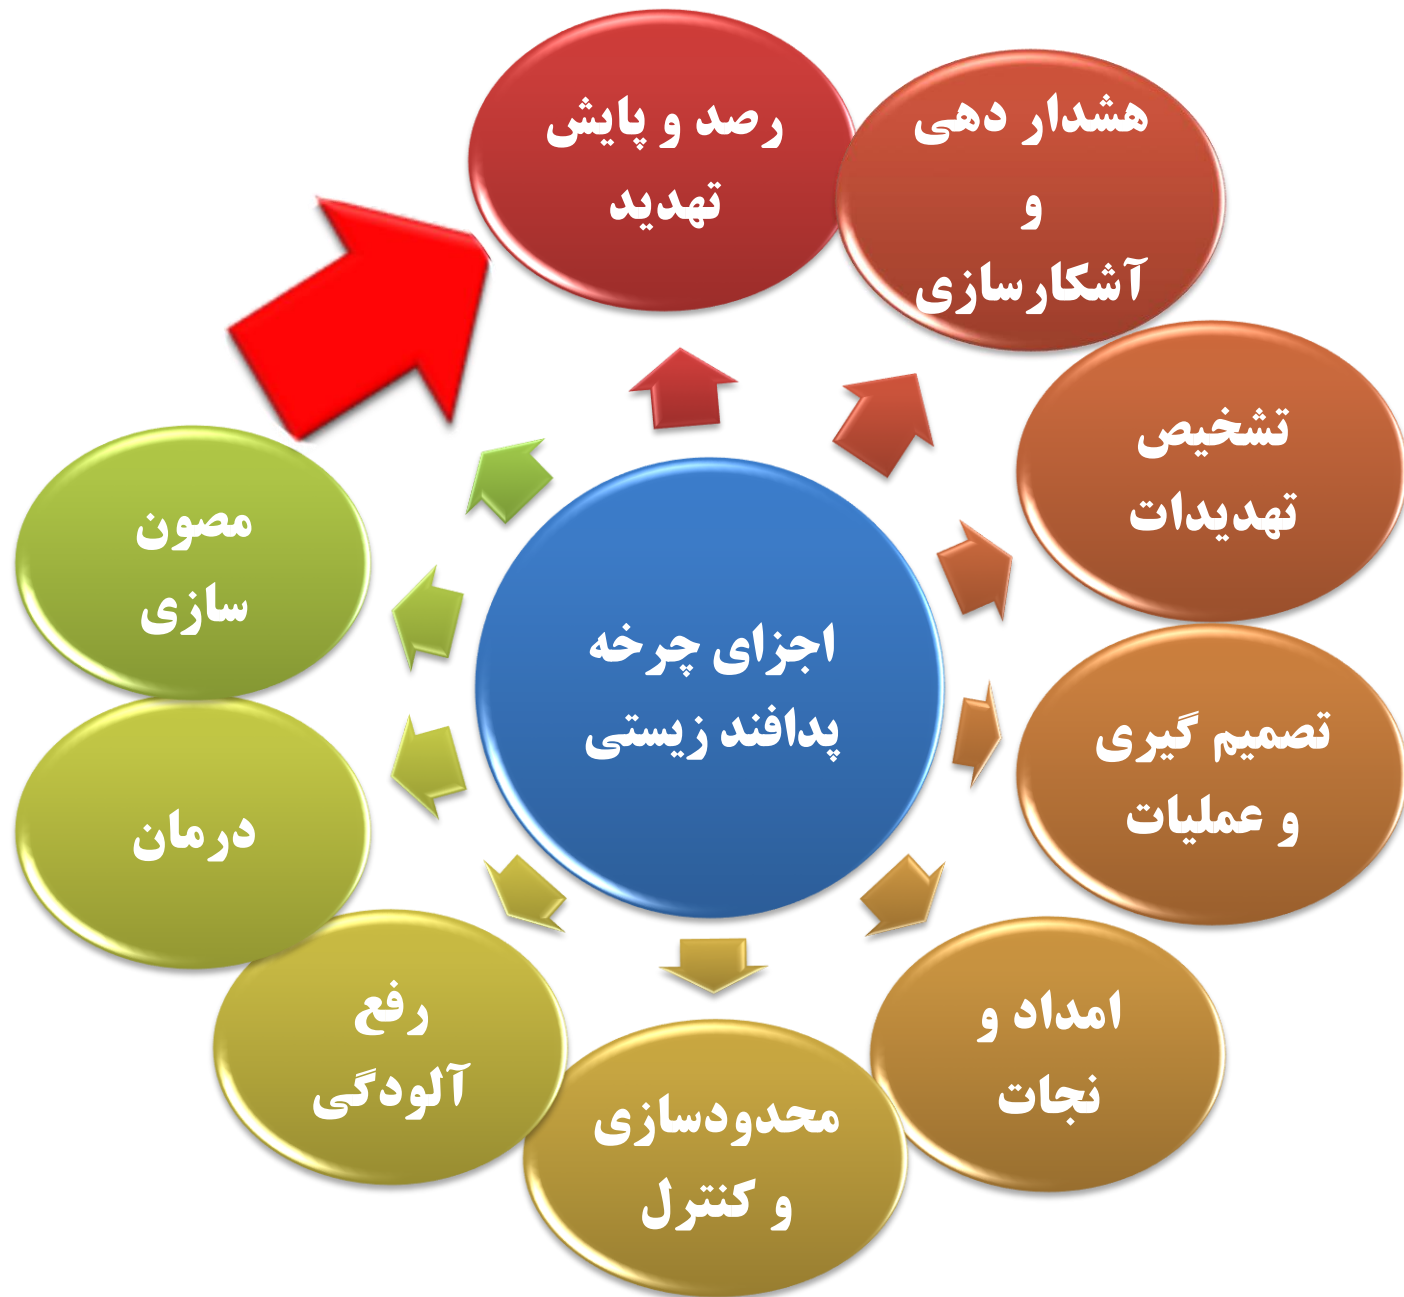 رصد و پایش
تهدید
هشدار دهی
و
آشکارسازی
تشخیص
تهدیدات
تصمیم گیری
و عملیات
امداد و
نجات
محدودسازی
و کنترل
رفع
آلودگی
درمان
مصون
سازی
اجزای چرخه
پدافند زیستی